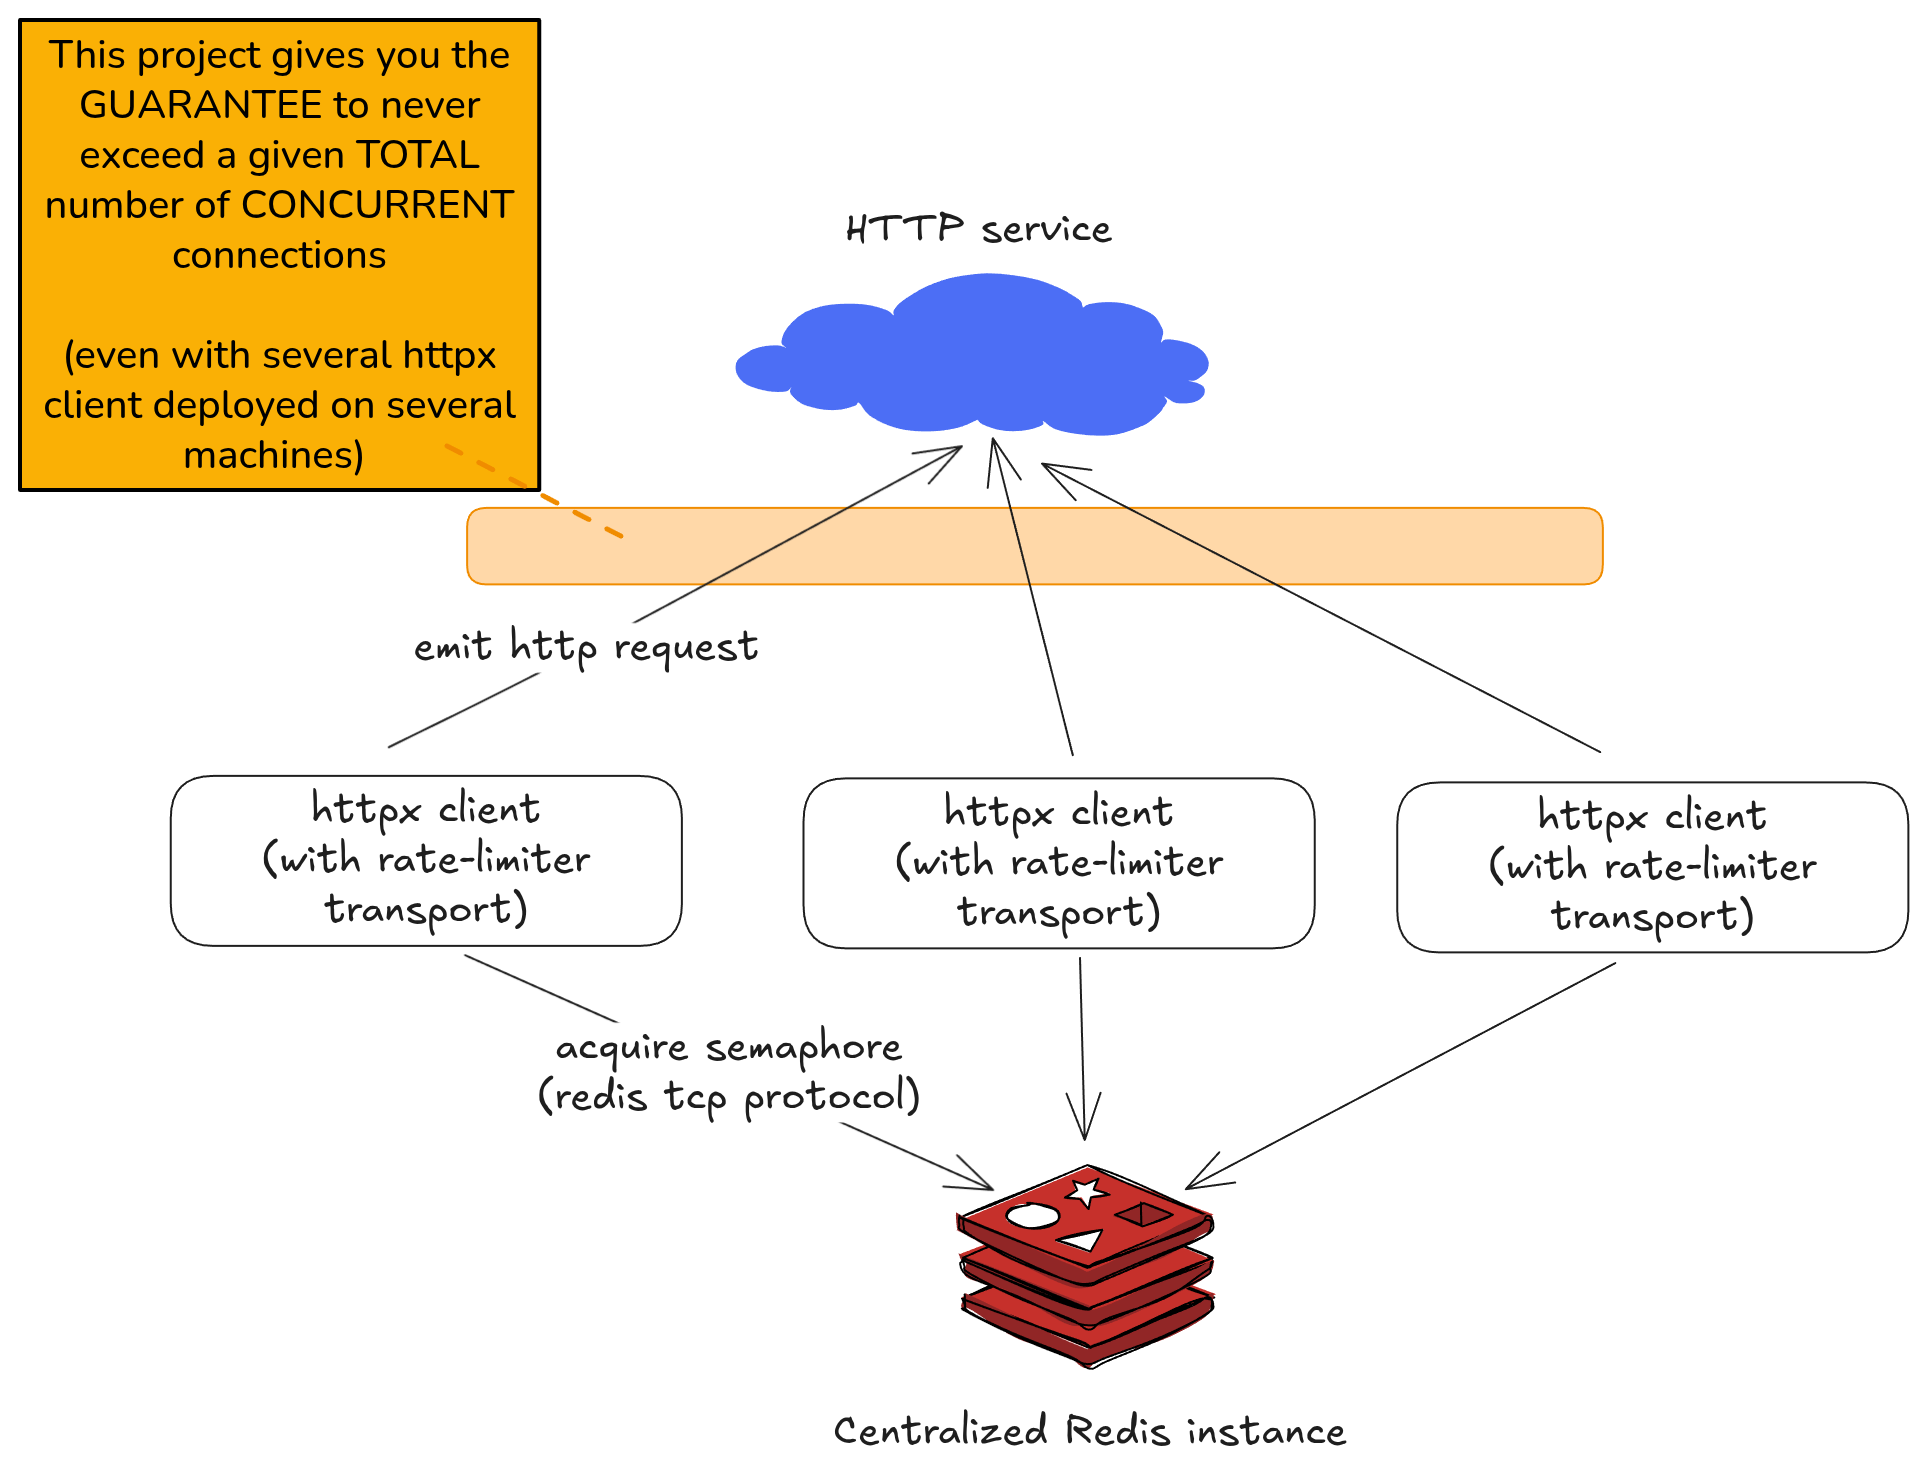 This project gives you the
GUARANTEE to never
exceed a given TOTAL
number of CONCURRENT
connections
(even with several httpx
client deployed on several
machines)
HTTP service
emit http request
httpx client
(with rate-limiter
transport)
httpx client
(with rate-limiter
transport)
httpx client
(with rate-limiter
transport)
acquire semaphore
(redis tcp protocol)
Centralized Redis instance